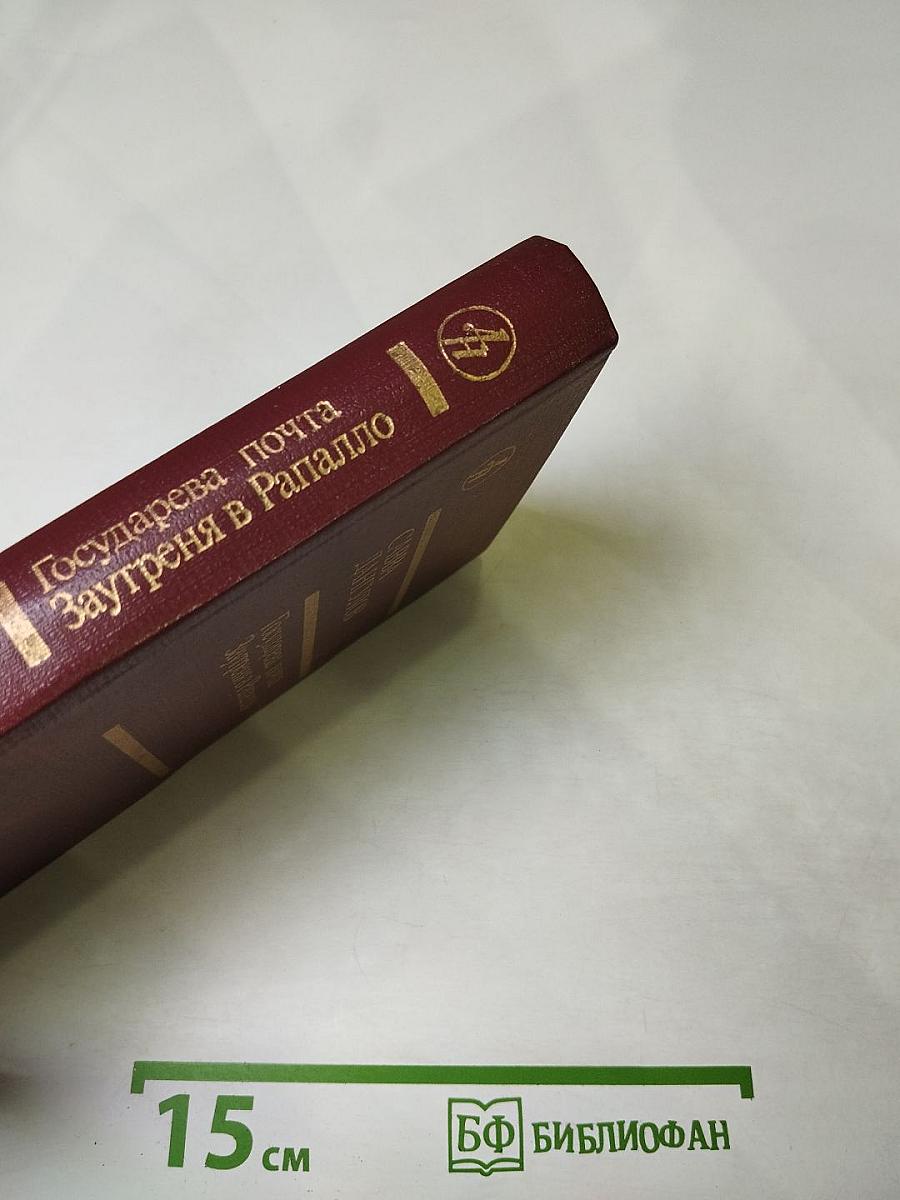 Государева почта
Заутреня в Рапалло
15 см
БФ БИБЛИОФАН